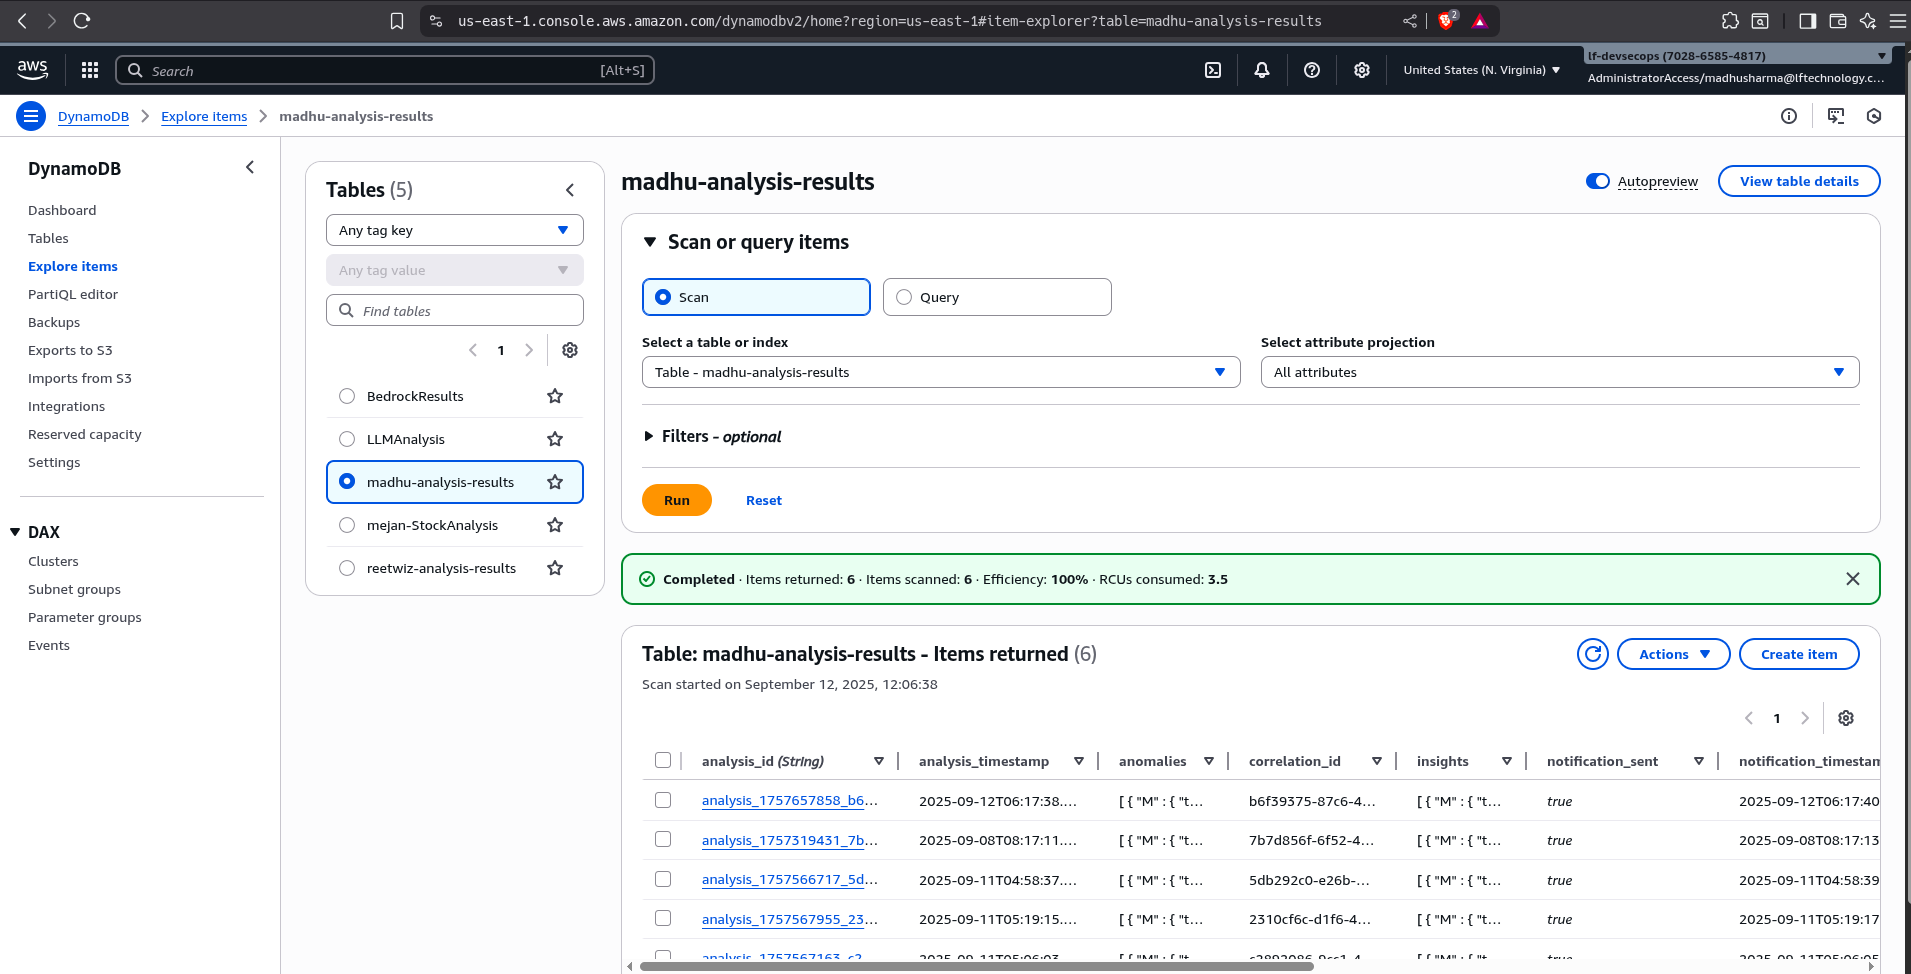 us-east-1.console.aws.amazon.com/dynamodbv2/home?region=us-east-1#item-explorer?table=madhu-analysis-results
2
aws
Search
[Alt+S]
United States (N. Virginia)
lf-devsecops (7028-6585-4817)
AdministratorAccess/madhusharma@lftechnology.c...
DynamoDB
Explore items
madhu-analysis-results
DynamoDB
Dashboard
Tables
Explore items
PartiQL editor
Backups
Exports to S3
Imports from S3
Integrations
Reserved capacity
Settings
DAX
Clusters
Subnet groups
Parameter groups
Events
Tables (5)
Any tag key
Any tag value
Find tables
1
BedrockResults
LLMAnalysis
madhu-analysis-results
mejan-StockAnalysis
reetwiz-analysis-results
madhu-analysis-results
Autopreview
View table details
Scan or query items
Scan
Query
Select a table or index
Table - madhu-analysis-results
Select attribute projection
All attributes
Filters - optional
Run
Reset
Completed · Items returned: 6 · Items scanned: 6 · Efficiency: 100% · RCUs consumed: 3.5
Table: madhu-analysis-results - Items returned (6)
Scan started on September 12, 2025, 12:06:38
Actions
Create item
1
analysis_id (String) analysis_timestamp anomalies correlation_id insights notification_sent notification_timestam
analysis_1757657858_b6... 2025-09-12T06:17:38.... [ { "M" : { "t... b6f39375-87c6-4... [ { "M" : { "t... true 2025-09-12T06:17:40
analysis_1757319431_7b... 2025-09-08T08:17:11.... [ { "M" : { "t... 7b7d856f-6f52-4... [ { "M" : { "t... true 2025-09-08T08:17:13
analysis_1757566717_5d... 2025-09-11T04:58:37.... [ { "M" : { "t... 5db292c0-e26b-... [ { "M" : { "t... true 2025-09-11T04:58:39
analysis_1757567955_23... 2025-09-11T05:19:15.... [ { "M" : { "t... 2310cf6c-d1f6-4... [ { "M" : { "t... true 2025-09-11T05:19:17